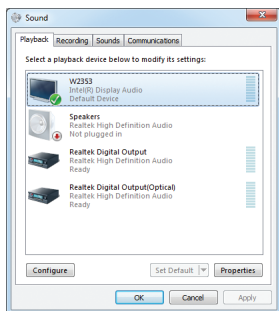 Sound
Playback Recording Sounds Communications
Select a playback device below to modify its settings:
W2353
Intel(R) Display Audio
Default Device
Speakers
Realtek High Definition Audio
Not plugged in
Realtek Digital Output
Realtek High Definition Audio
Ready
Realtek Digital Output(Optical)
Realtek High Definition Audio
Ready
Configure Set Default Properties
OK Cancel Apply